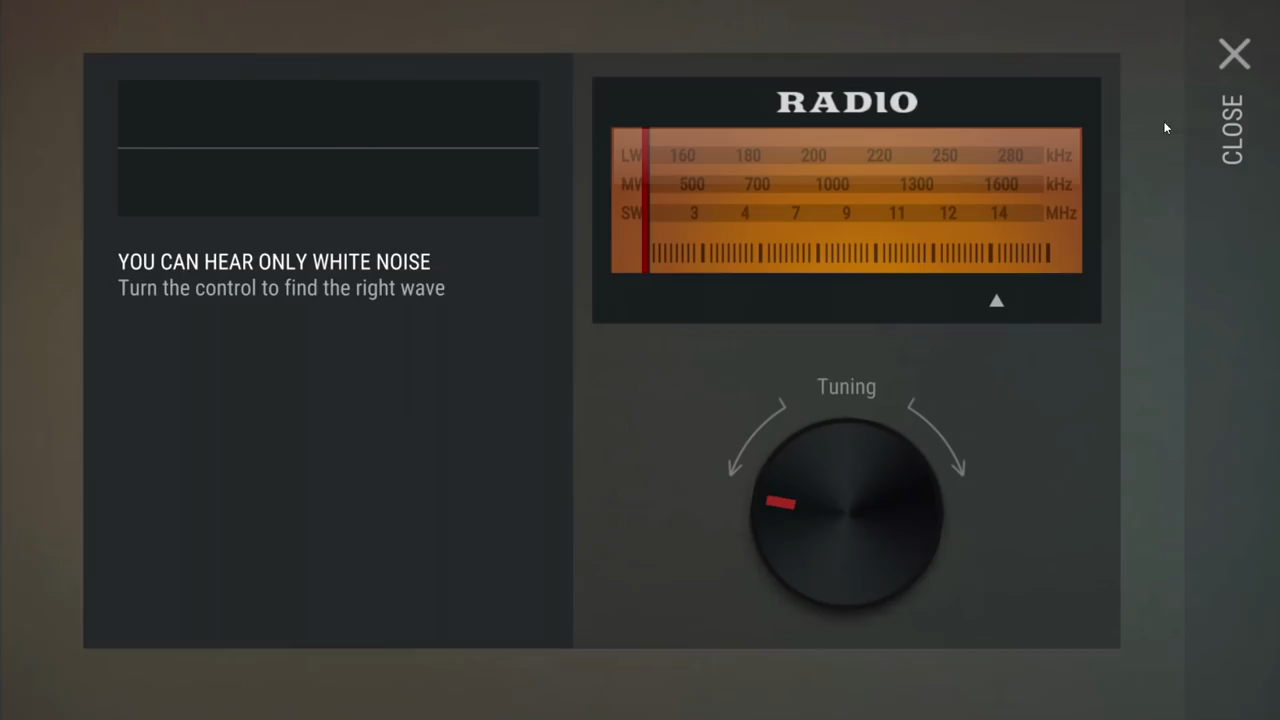 YOU CAN HEAR ONLY WHITE NOISE
Turn the control to find the right wave
RADIO
LW 160 180 200 220 250 280 kHz
MW 500 700 1000 1300 1600 kHz
SW 3 4 7 9 11 12 14 MHz
Tuning
CLOSE